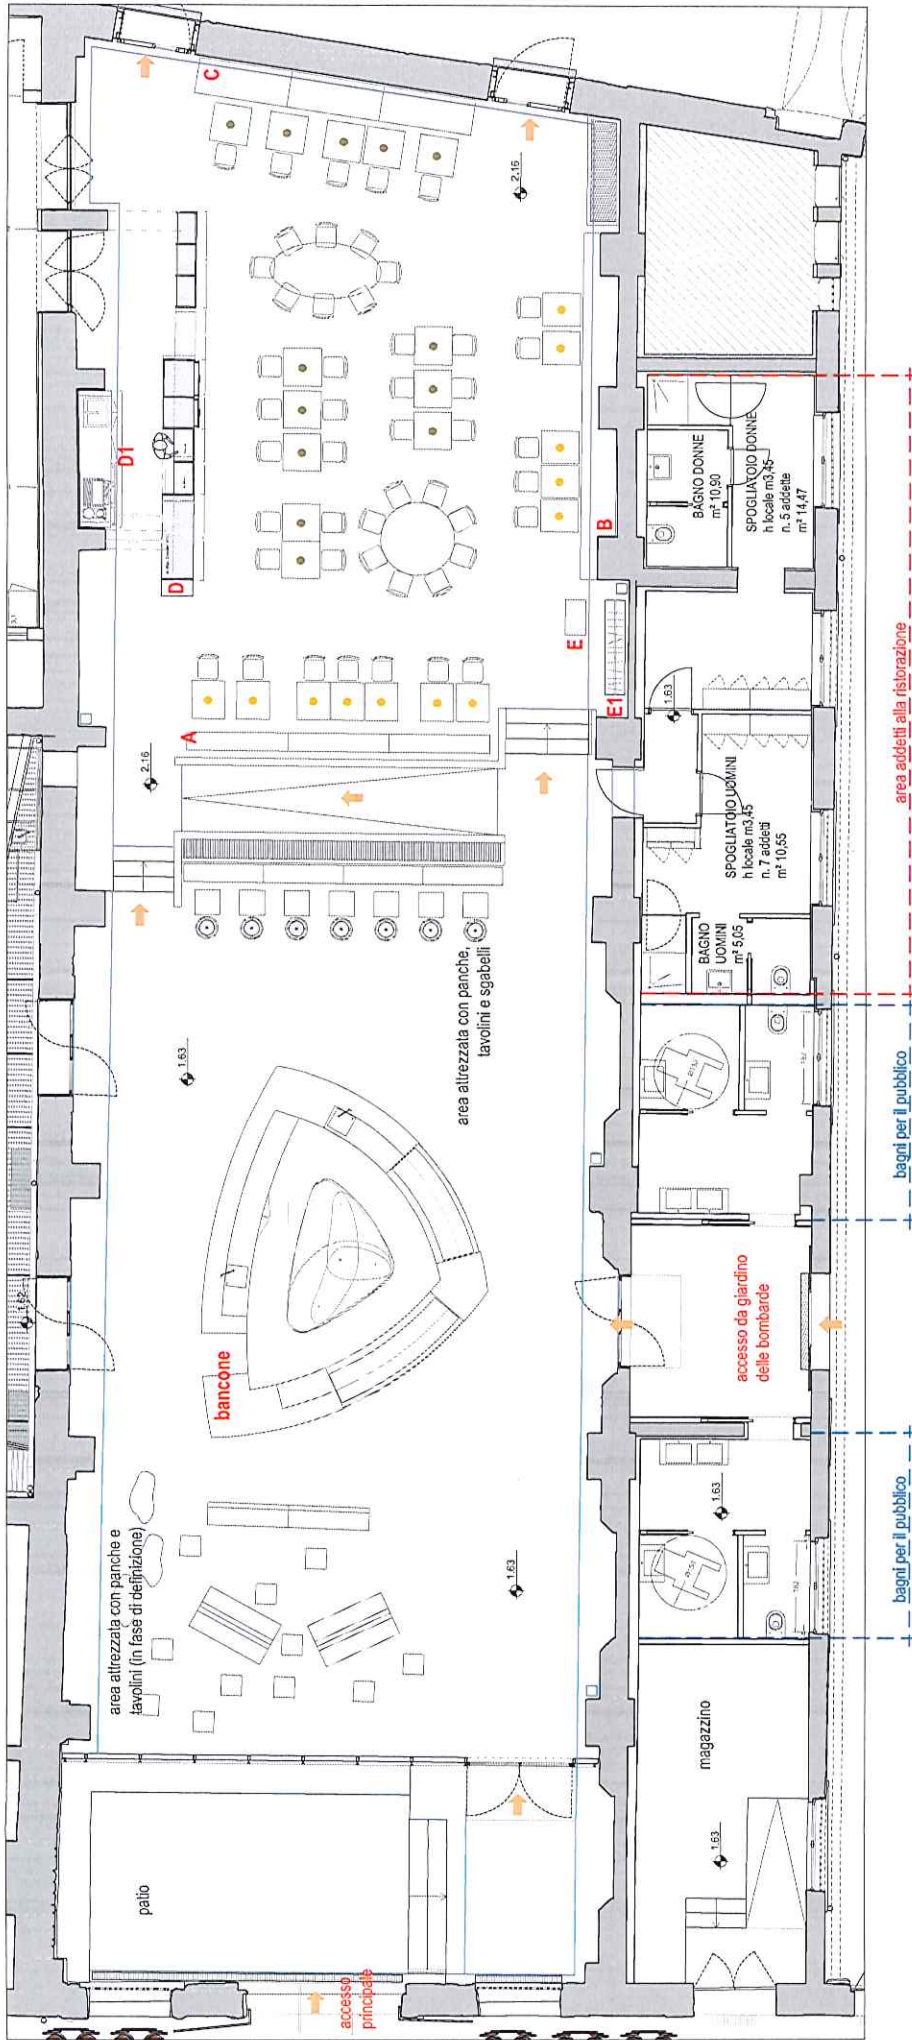 C
2.16
D1
D
B
E
E1
A
2.16
BAGNO DONNE
m² 10,90
SPOGLIATOIO DONNE
h locale m3,45
n. 5 addette
m² 14,47
1.63
SPOGLIATOIO UOMINI
h locale m3,45
n. 7 addetti
m² 10,55
BAGNO
UOMINI
m² 5,05
area addetti alla ristorazione
area attrezzata con panche,
tavolini e sgabelli
1.63
bagni per il pubblico
1.62
bancone
accesso da giardino
delle bombarde
area attrezzata con panche e
tavolini (in fase di definizione)
1.63
1.63
bagni per il pubblico
magazzino
1.63
patio
accesso
principale